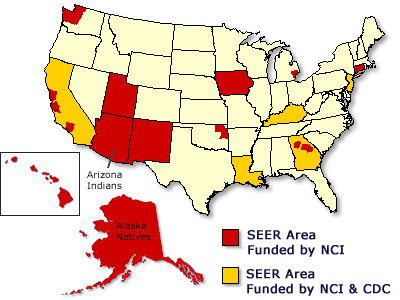 Arizona
Indians
Alaska
Natives
SEER Area
Funded by NCI
SEER Area
Funded by NCI & CDC